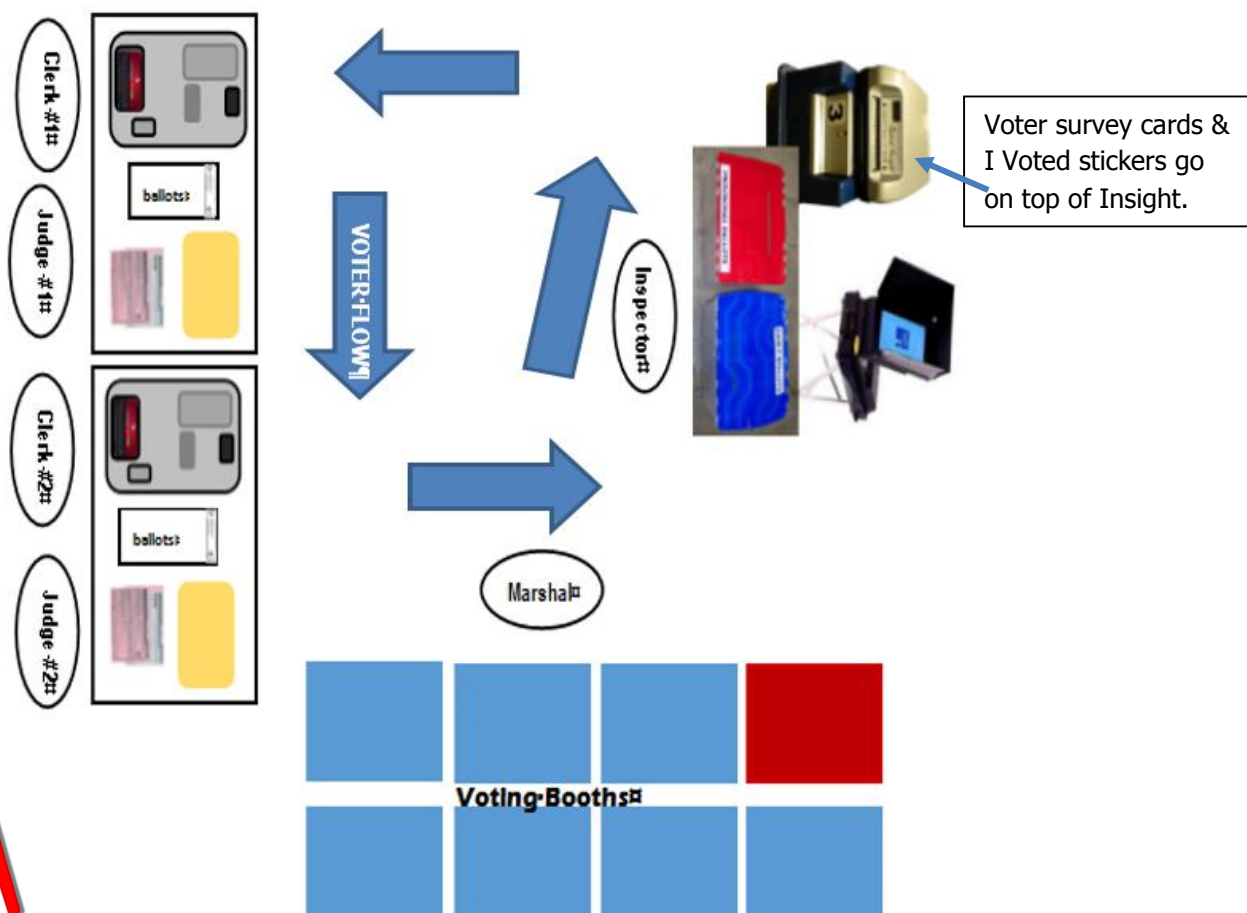 Clerk-#1¤
Judge-#1¤
Clerk-#2¤
Judge-#2¤
ballots¤
ballots¤
VOTER·FLOW¶
Inspector¤
3
Voter survey cards &
I Voted stickers go
on top of Insight.
Marshal¤
Voting·Booths¤